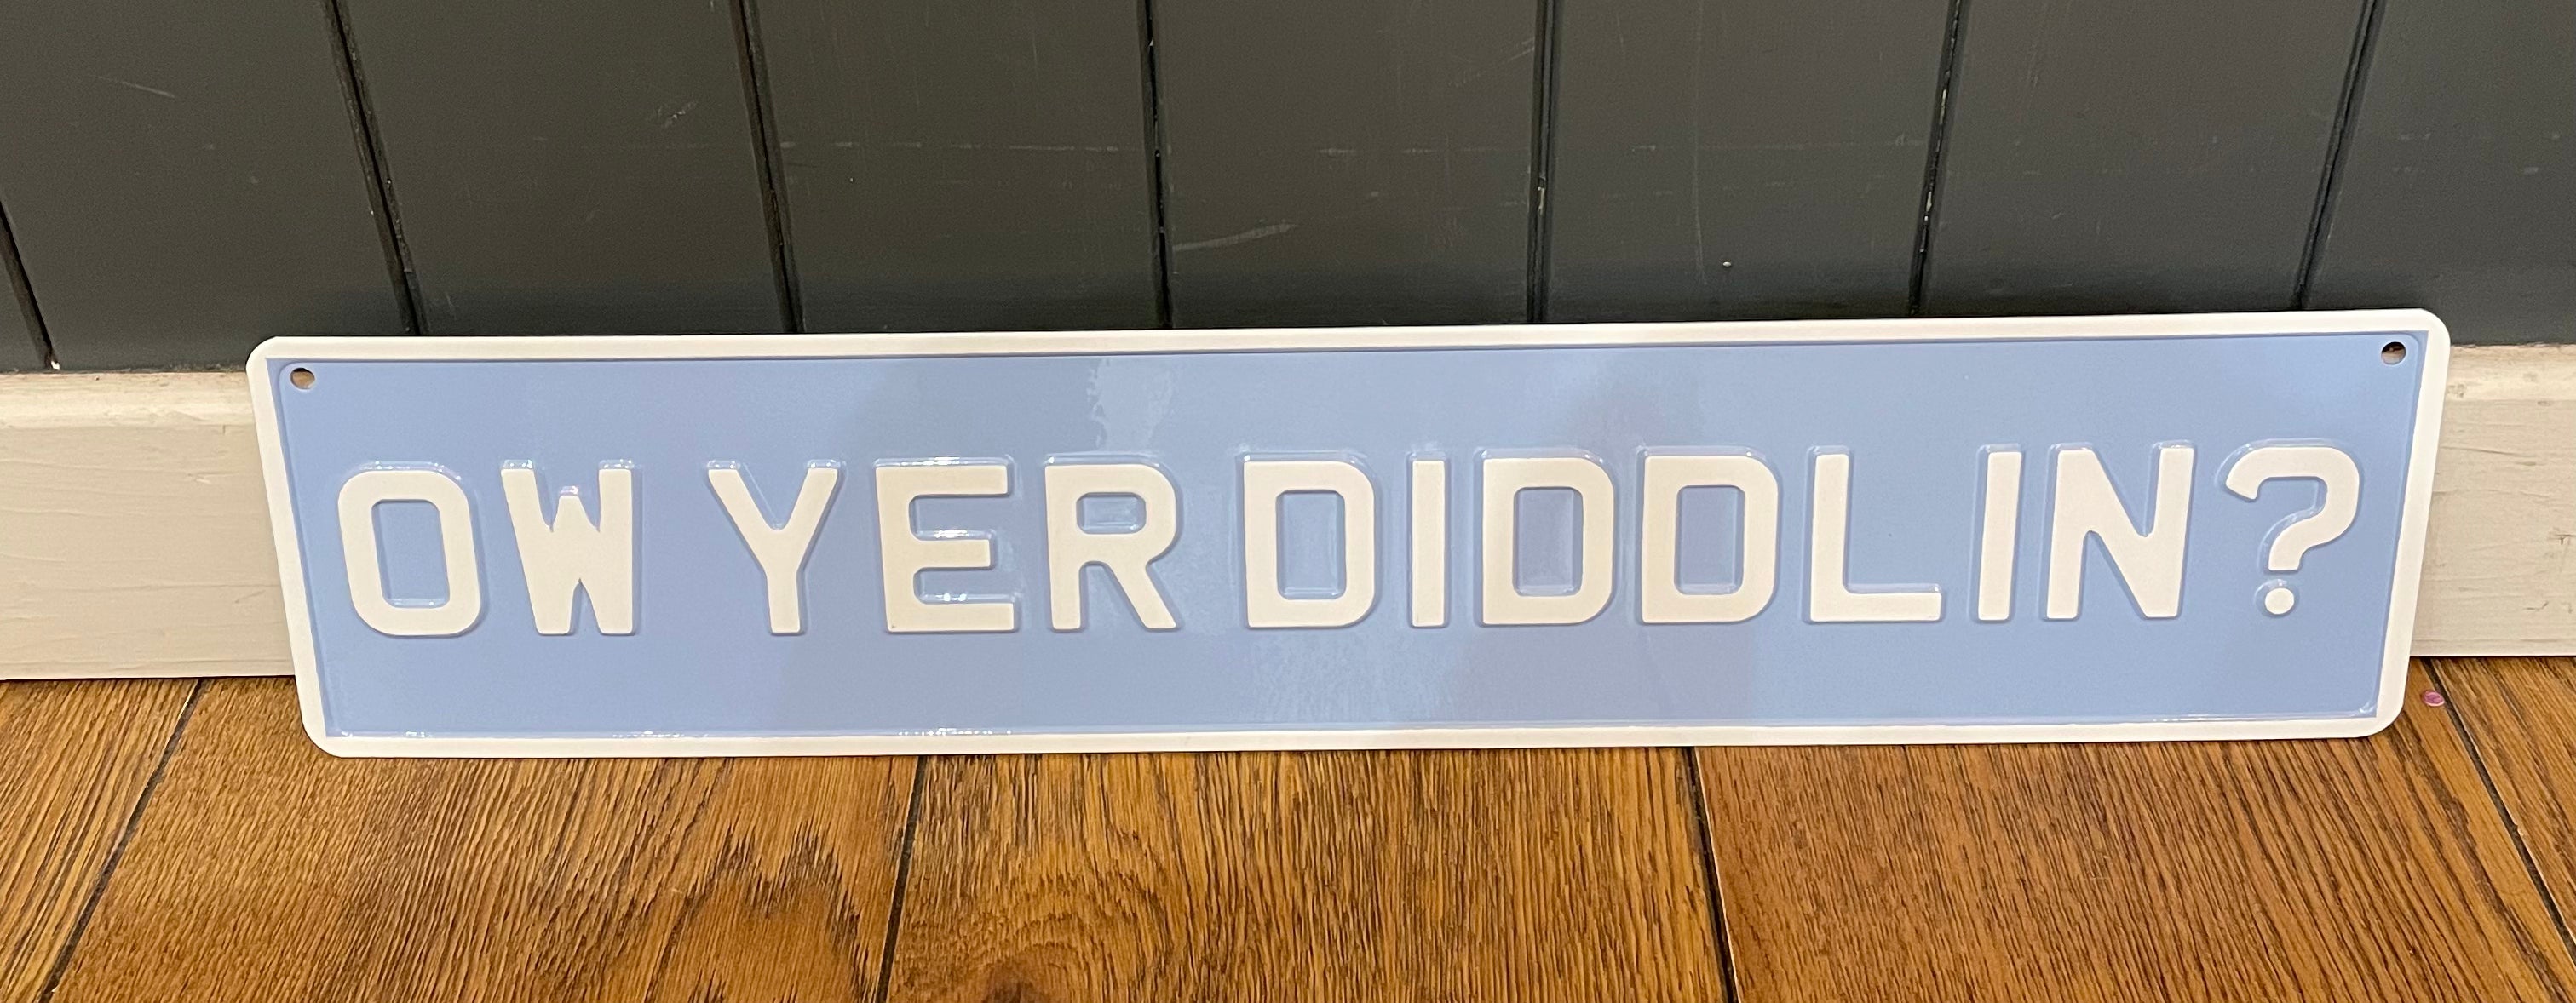 OW YER DIDDLIN?